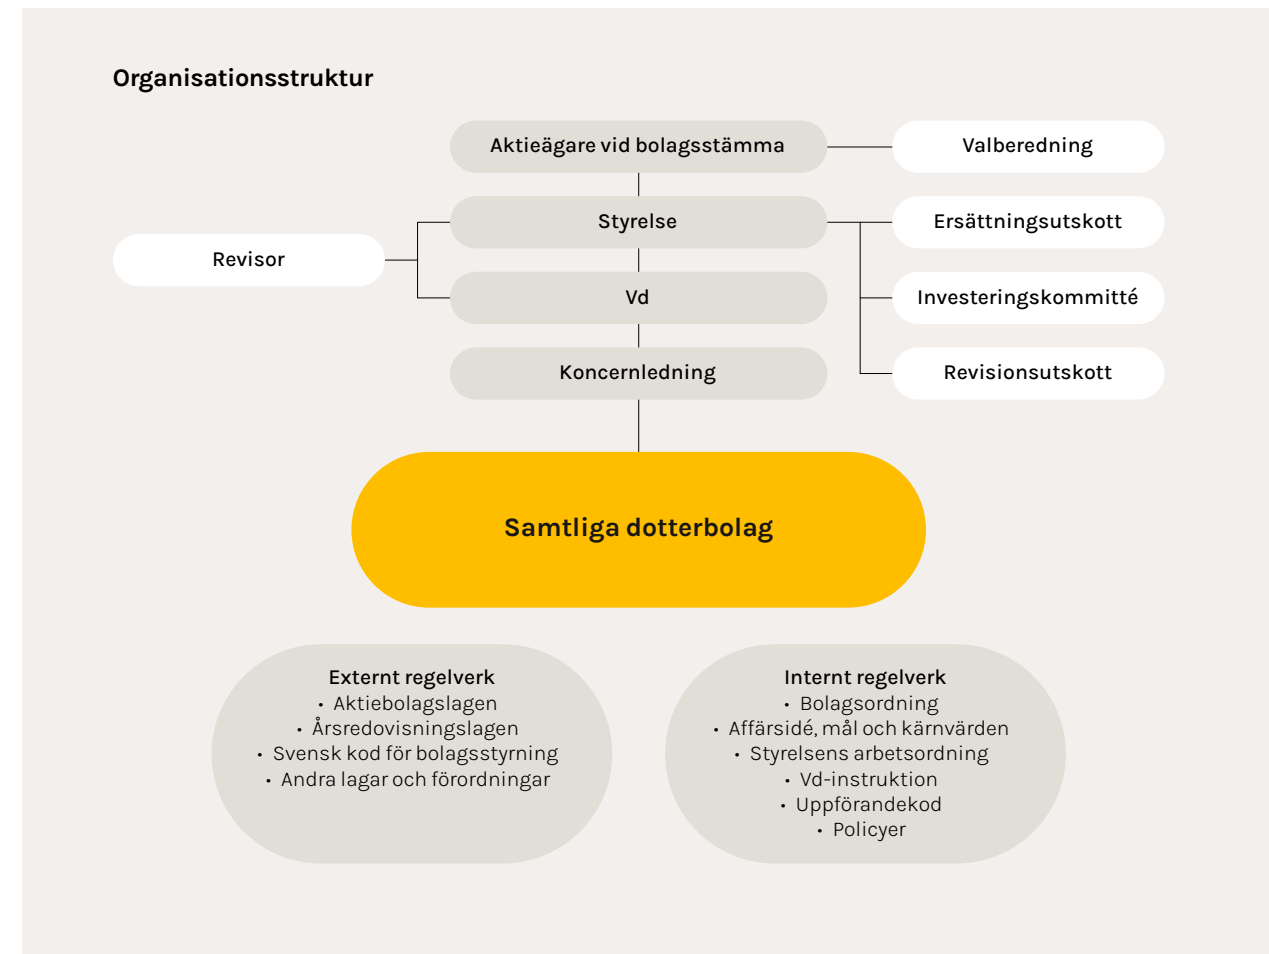 Organisationsstruktur
Aktieägare vid bolagsstämma
Valberedning
Styrelse
Ersättningsutskott
Revisor
Vd
Investeringskommitté
Koncernledning
Revisionsutskott
Samtliga dotterbolag
Externt regelverk
• Aktiebolagslagen
• Årsredovisningslagen
• Svensk kod för bolagsstyrning
• Andra lagar och förordningar
Internt regelverk
• Bolagsordning
• Affärsidé, mål och kärnvärden
• Styrelsens arbetsordning
• Vd-instruktion
• Uppförandekod
• Policyer